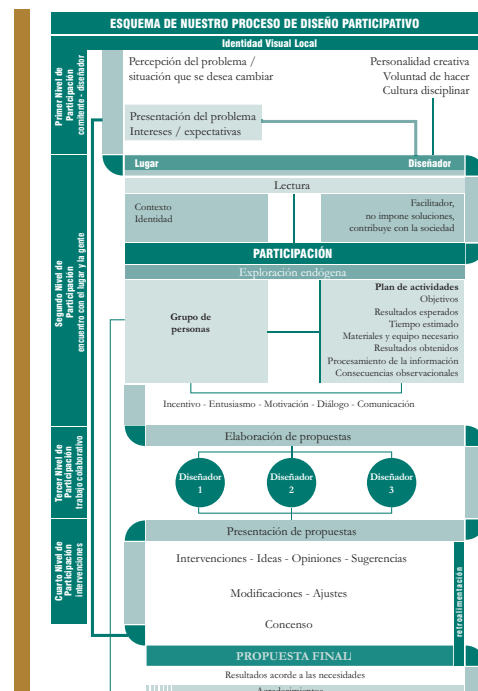 ESQUEMA DE NUESTRO PROCESO DE DISEÑO PARTICIPATIVO
Identidad Visual Local
Primer Nivel de
Participación
comitente - diseñador
Percepción del problema /
situación que se desea cambiar
Personalidad creativa
Voluntad de hacer
Cultura disciplinar
Presentación del problema
Intereses / expectativas
Segundo Nivel de
Participación
encuentro con el lugar y la gente
Lugar
Diseñador
Lectura
Contexto
Identidad
Facilitador,
no impone soluciones,
contribuye con la sociedad
PARTICIPACIÓN
Exploración endógena
Grupo de
personas
Plan de actividades
Objetivos
Resultados esperados
Tiempo estimado
Materiales y equipo necesario
Resultados obtenidos
Procesamiento de la información
Consecuencias observacionales
Incentivo - Entusiasmo - Motivación - Diálogo - Comunicación
Tercer Nivel de
Participación
trabajo colaborativo
Elaboración de propuestas
Diseñador
1
Diseñador
2
Diseñador
3
Cuarto Nivel de
Participación
intervenciones
Presentación de propuestas
Intervenciones - Ideas - Opiniones - Sugerencias
Modificaciones - Ajustes
Concenso
retroalimentación
PROPUESTA FINAL
Resultados acorde a las necesidades
Agradecimientos